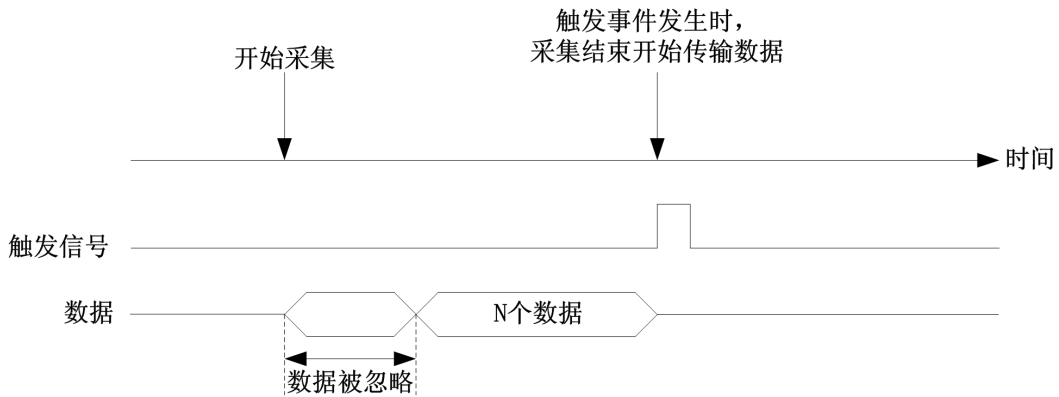 触发事件发生时，
采集结束开始传输数据
开始采集
时间
触发信号
数据
N个数据
数据被忽略